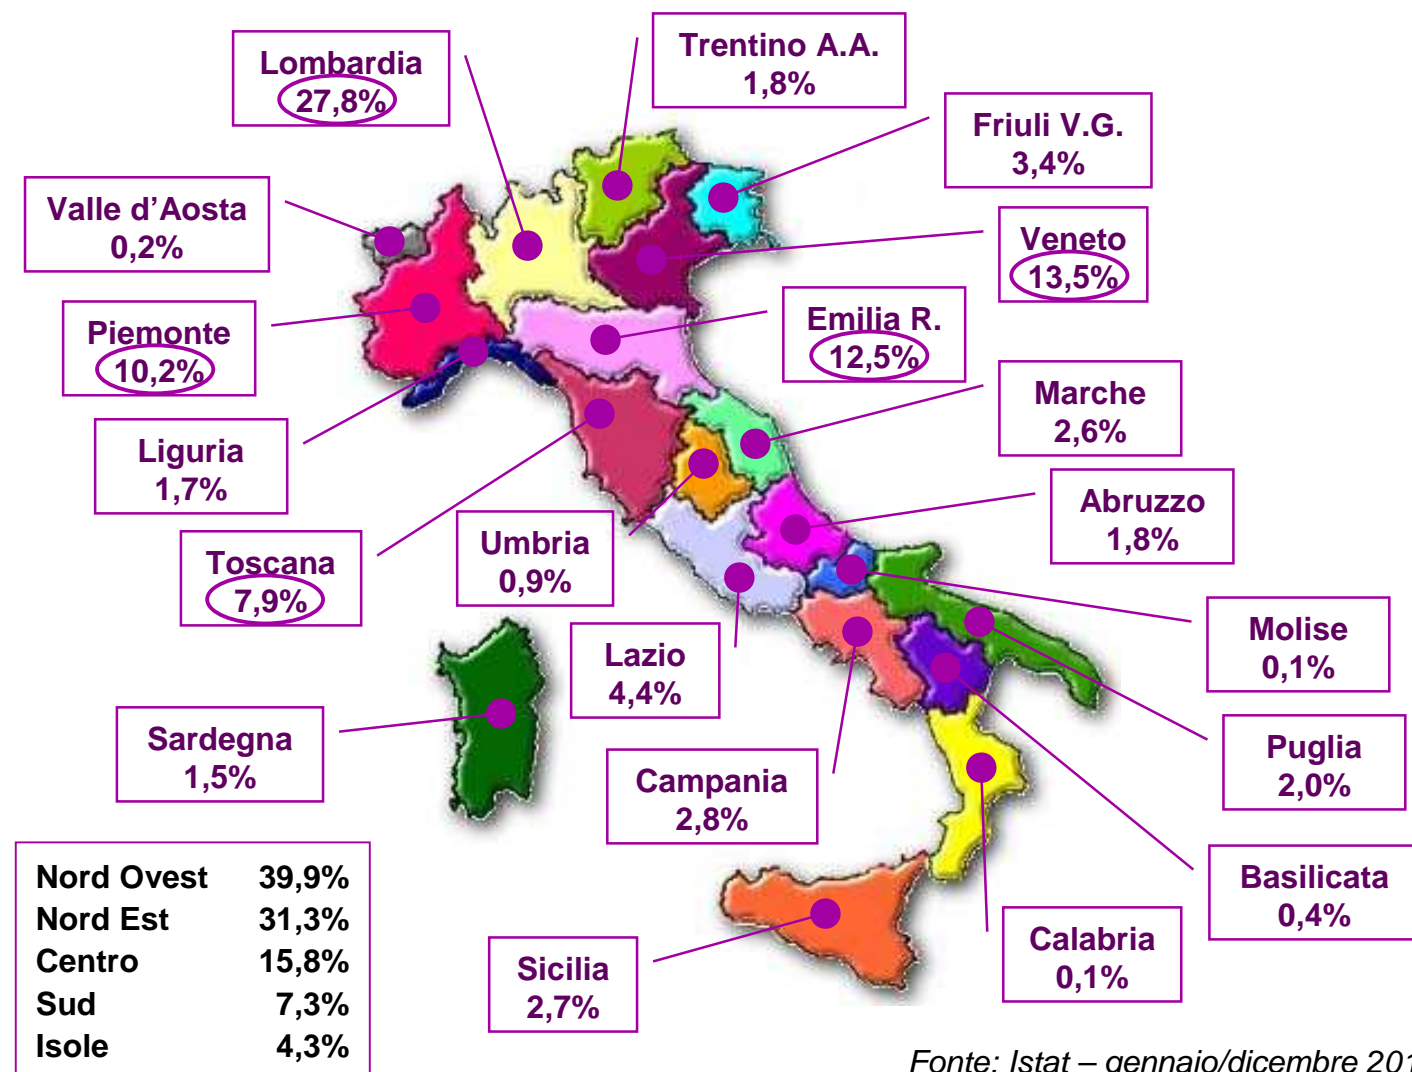 Lombardia
27,8%
Trentino A.A.
1,8%
Friuli V.G.
3,4%
Valle d’Aosta
0,2%
Veneto
13,5%
Piemonte
10,2%
Emilia R.
12,5%
Marche
2,6%
Liguria
1,7%
Abruzzo
1,8%
Toscana
7,9%
Umbria
0,9%
Molise
0,1%
Lazio
4,4%
Sardegna
1,5%
Campania
2,8%
Puglia
2,0%
Basilicata
0,4%
Calabria
0,1%
Sicilia
2,7%
Nord Ovest 39,9%
Nord Est 31,3%
Centro 15,8%
Sud 7,3%
Isole 4,3%
Fonte: Istat – gennaio/dicembre 201